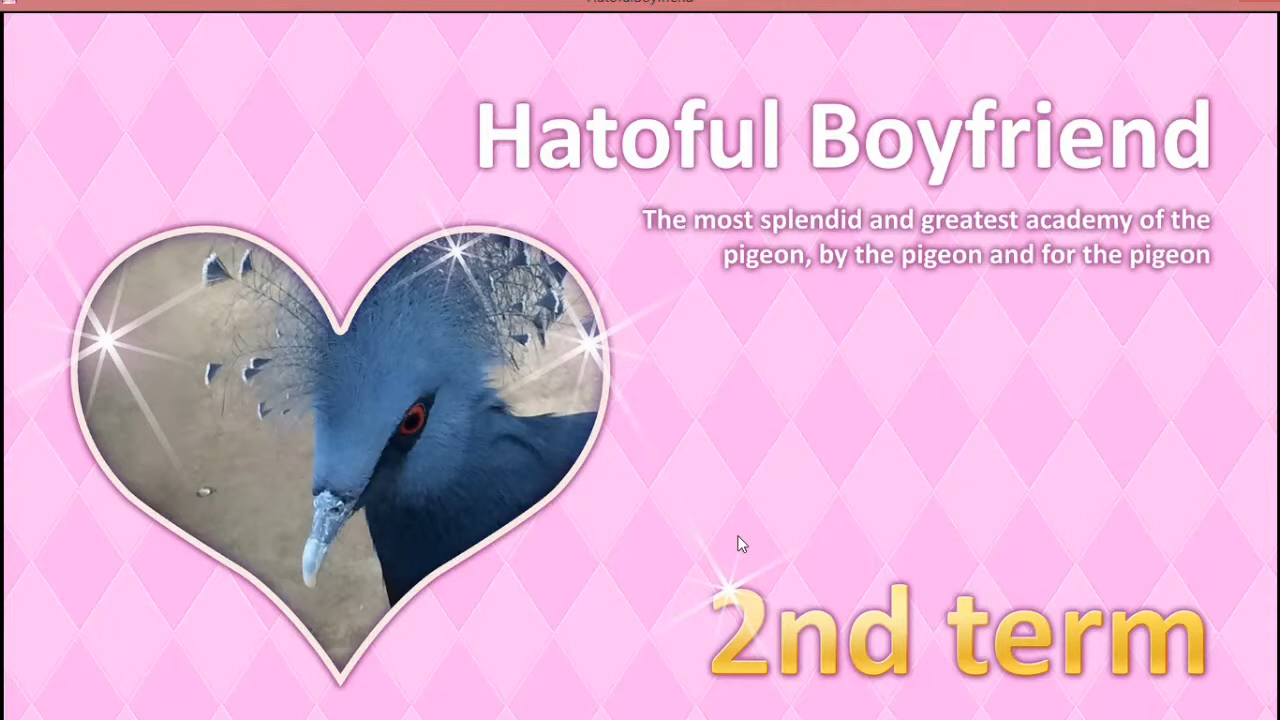 Hatoful Boyfriend
The most splendid and greatest academy of the
pigeon, by the pigeon and for the pigeon
2nd term